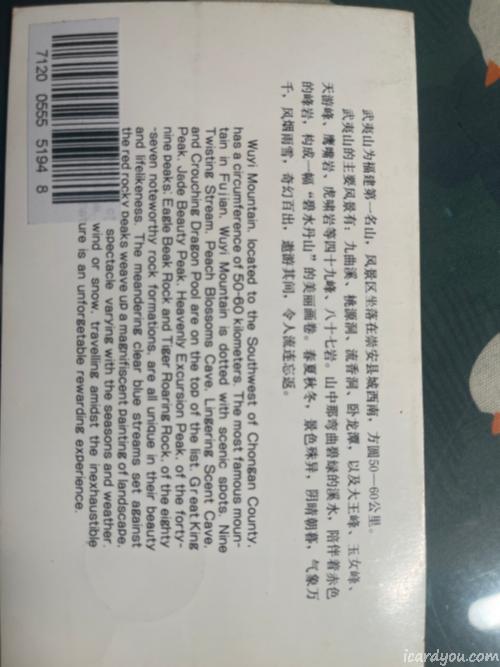 武夷山为福建第一名山，风景区坐落在崇安县城西南，方圆50—60公里。
武夷山的主要风景有：九曲溪、桃源洞、流香洞、卧龙潭，以及大王峰、玉女峰、
天游峰、鹰嘴岩、虎啸岩等四十九峰、八十七岩。山中那弯曲碧绿的溪水，陪伴着赤色
的峰岩，构成一幅“碧水丹山”的美丽画卷。春夏秋冬，景色殊异，阴晴朝暮，气象万
千，风烟雨雪，奇幻百出，遨游其间，令人流连忘返。
Wuyi Mountain, located to the Southwest of Chongan County,
has a circumference of 50-60 kilometers. The most famous moun-
tain in Fujian, Wuyi Mountain is dotted with scenic spots. Nine
Twisting Stream, Peach Blossoms Cave, Lingering Scent Cave,
and Crouching Dragon Pool are on the top of the list. Great King
Peak, Jade Beauty Peak, Heavenly Excursion Peak, of the forty-
nine peaks; Eagle Beak Rock and Tiger Roaring Rock, of the eighty
-seven noteworthy rock formations, are all unique in their beauty
and lifelikeness. The meandering clear blue streams set against
the red rocky peaks weave up a magnificent painting of landscape,
spectacle varying with the seasons and weather.
wind or snow, travelling amidst the inexhaustible
ure is an unforgetable rewarding experience.
7120 0555 5194 8
icardyou.com